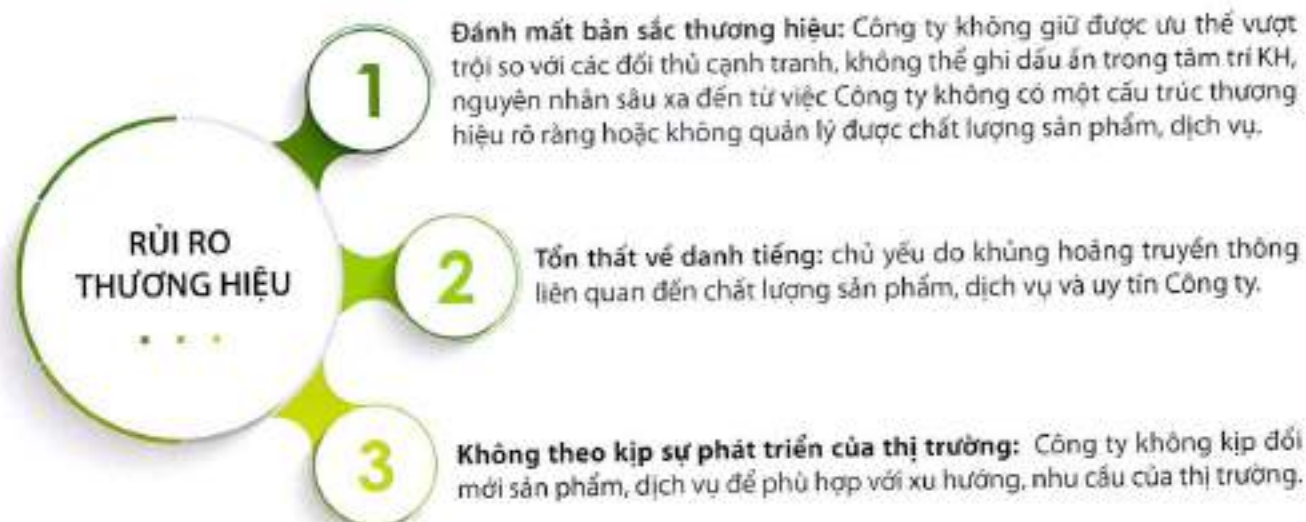 RỦI RO
THƯƠNG HIỆU
1
Đánh mất bản sắc thương hiệu: Công ty không giữ được ưu thế vượt
trội so với các đối thủ cạnh tranh, không thể ghi dấu ấn trong tâm trí KH,
nguyên nhân sâu xa đến từ việc Công ty không có một cấu trúc thương
hiệu rõ ràng hoặc không quản lý được chất lượng sản phẩm, dịch vụ.
2
Tổn thất về danh tiếng: chủ yếu do khủng hoảng truyền thông
liên quan đến chất lượng sản phẩm, dịch vụ và uy tín Công ty.
3
Không theo kịp sự phát triển của thị trường: Công ty không kịp đổi
mới sản phẩm, dịch vụ để phù hợp với xu hướng, nhu cầu của thị trường.